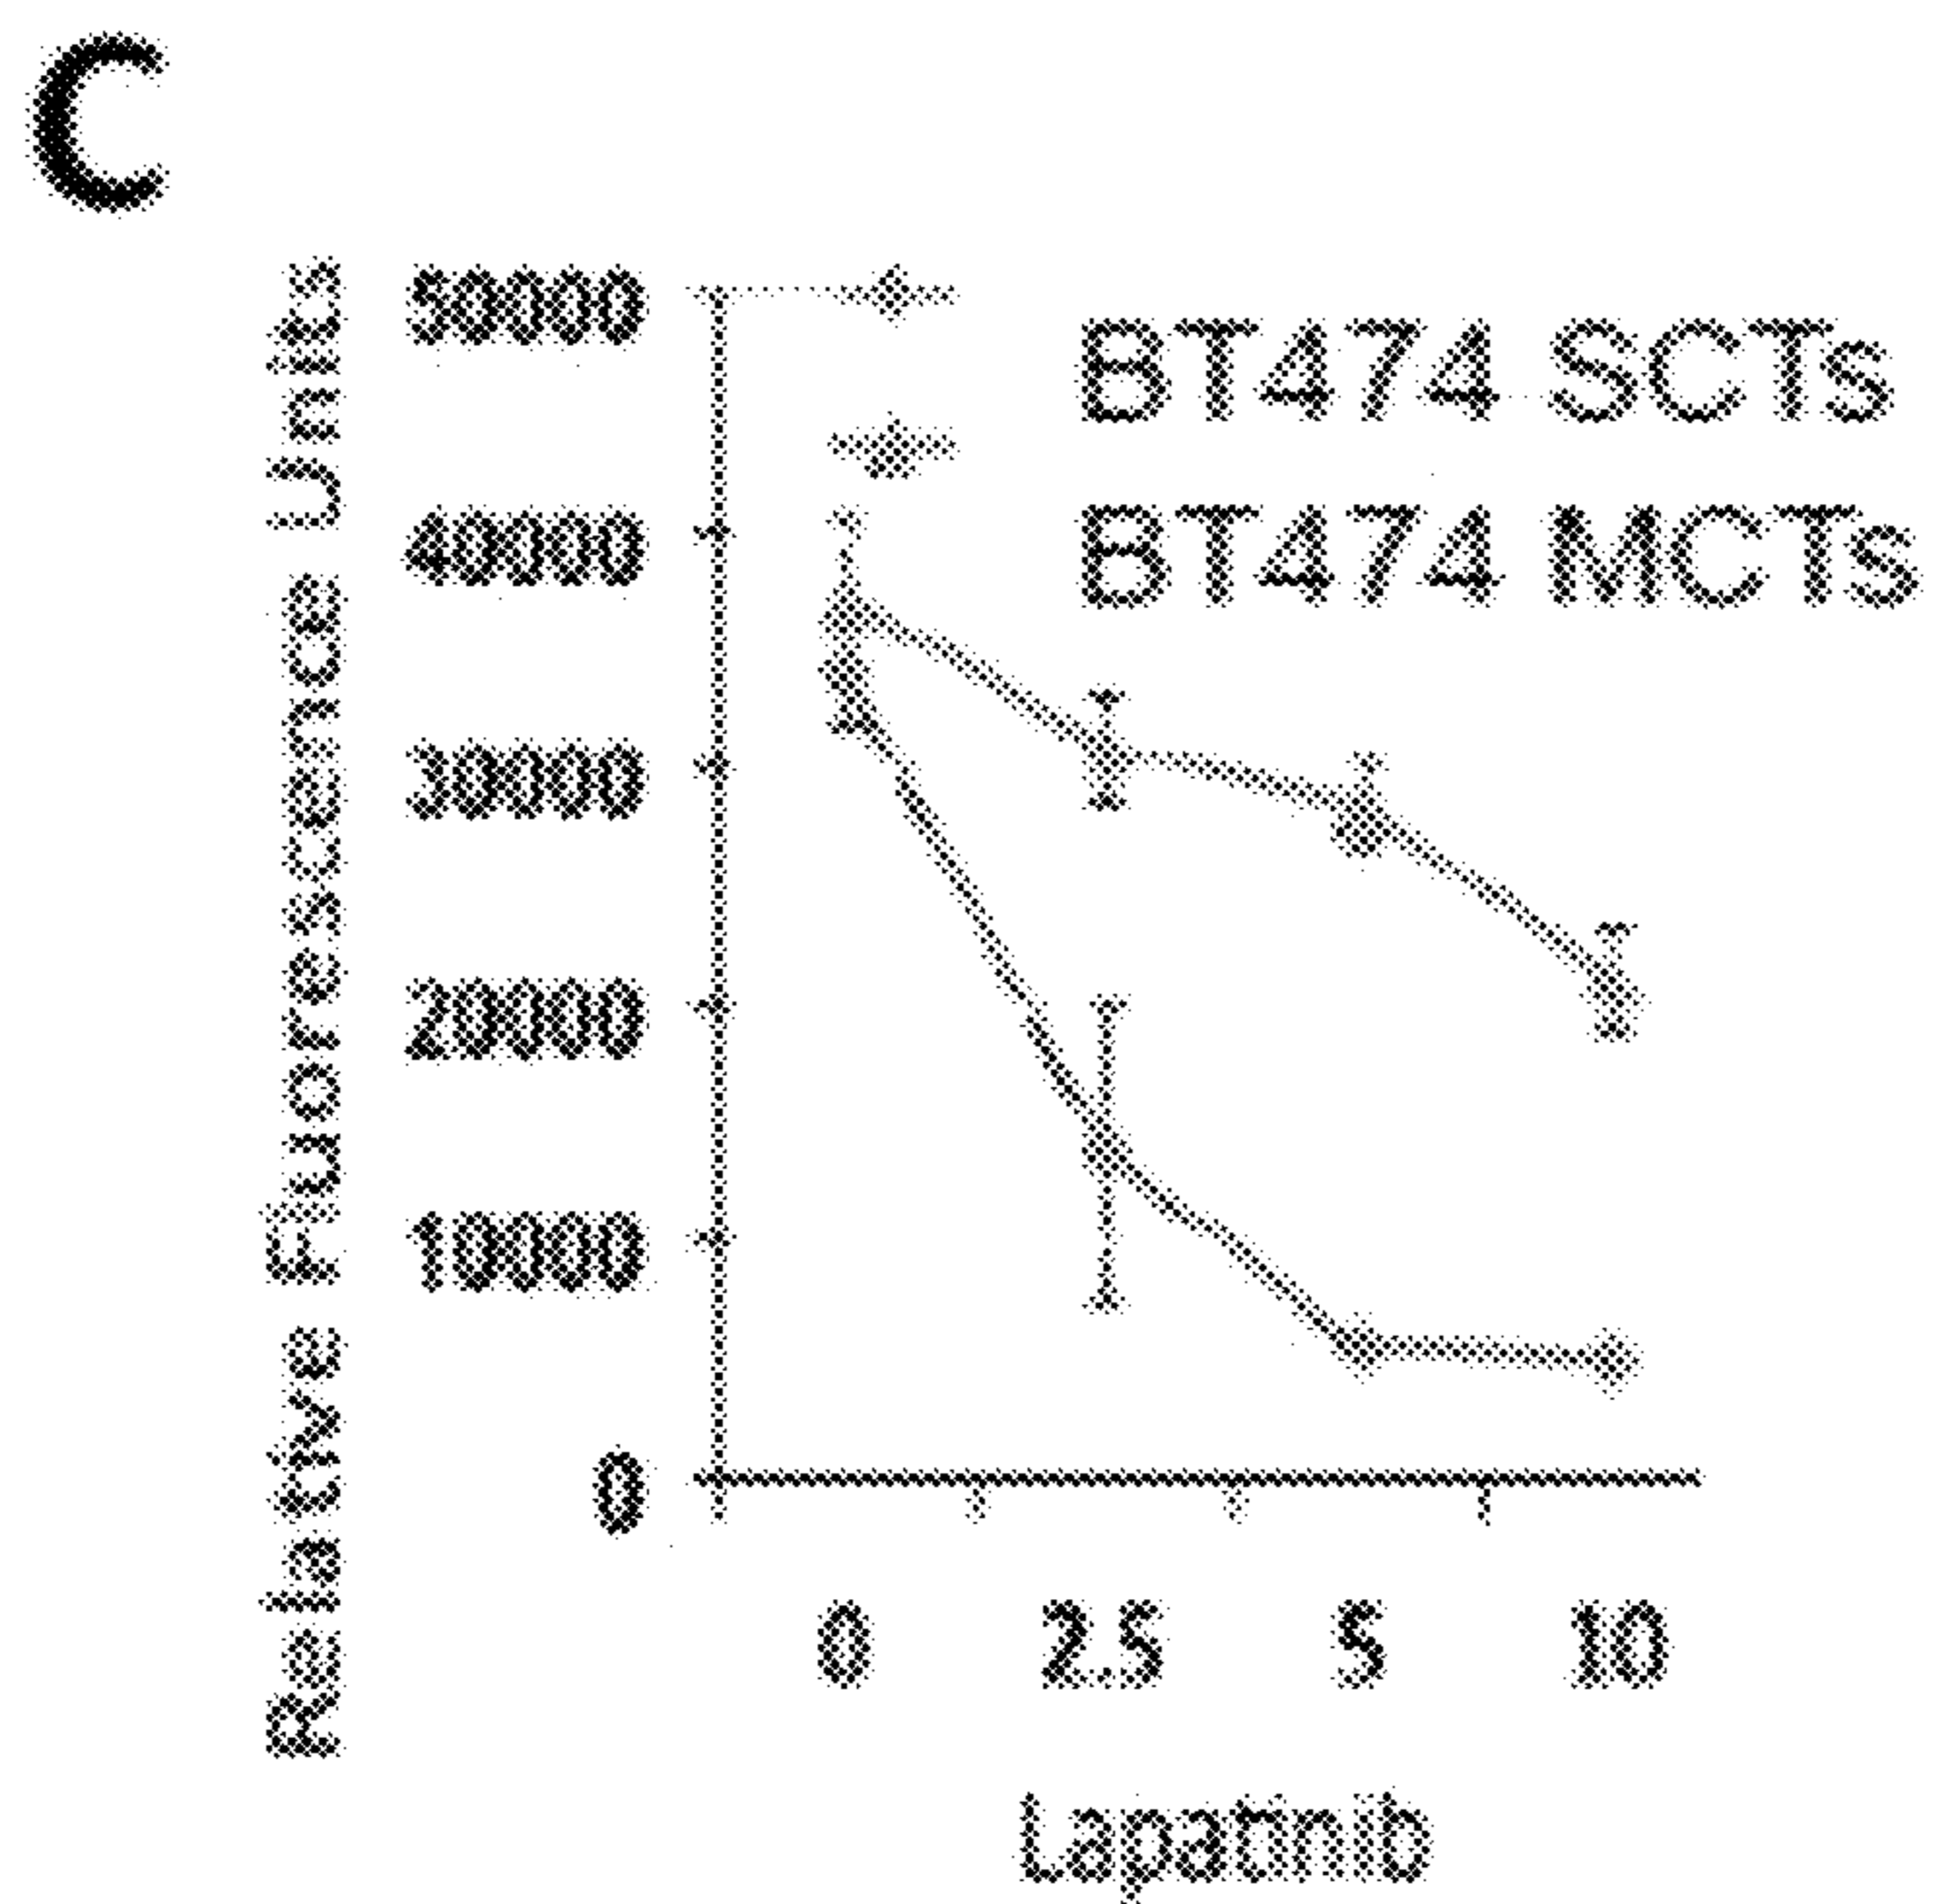 C
Relative Fluorescence Units
50000
40000
30000
20000
10000
0
BT474 SCTs
BT474 MCTs
0 2.5 5 10
Lapatinib